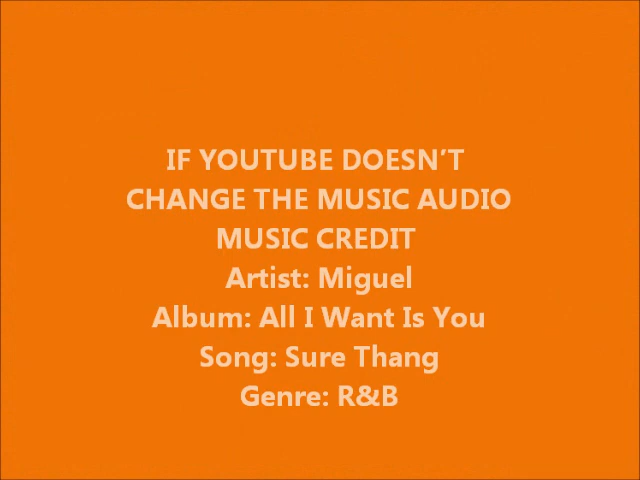 IF YOUTUBE DOESN’T
CHANGE THE MUSIC AUDIO
MUSIC CREDIT
Artist: Miguel
Album: All I Want Is You
Song: Sure Thang
Genre: R&B